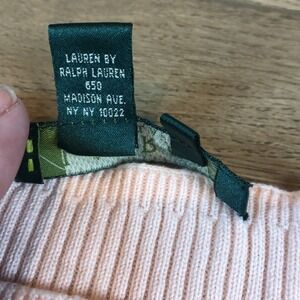 LAUREN BY
RALPH LAUREN
650
MADISON AVE.
NY NY 10022